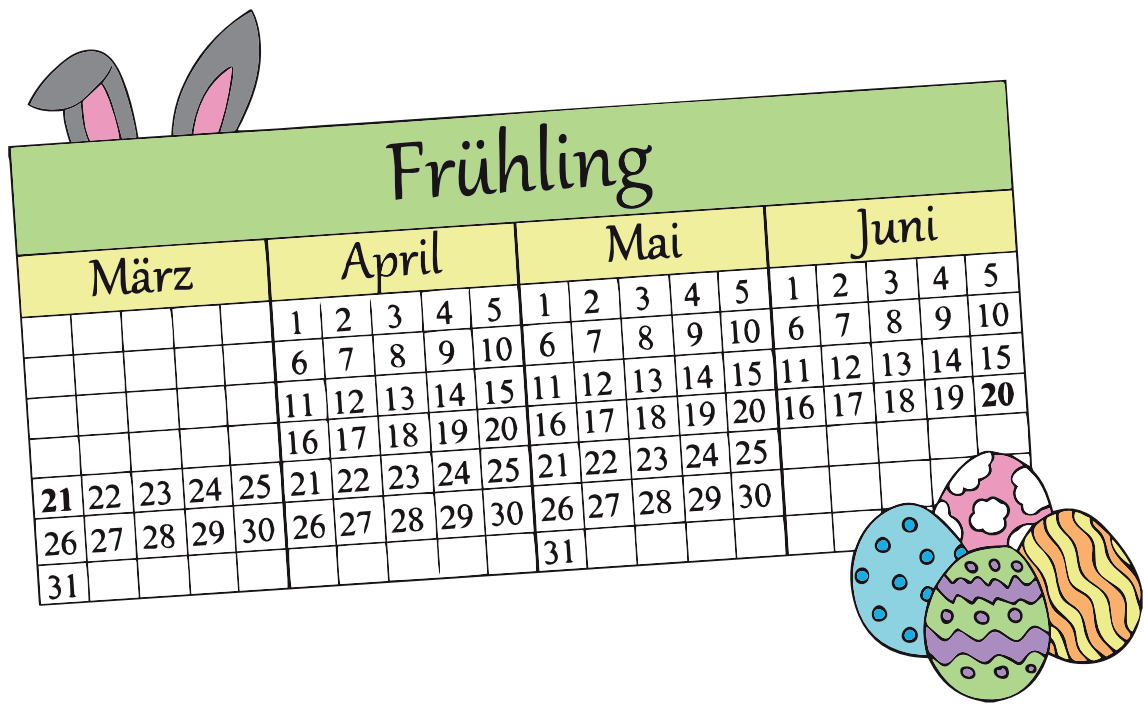 Frühling
März April Mai Juni
1 2 3 4 5 1 2 3 4 5 1 2 3 4 5
6 7 8 9 10 6 7 8 9 10 6 7 8 9 10
11 12 13 14 15 11 12 13 14 15 11 12 13 14 15
16 17 18 19 20 16 17 18 19 20 16 17 18 19 20
21 22 23 24 25 21 22 23 24 25 21 22 23 24 25
26 27 28 29 30 26 27 28 29 30 26 27 28 29 30
31 31